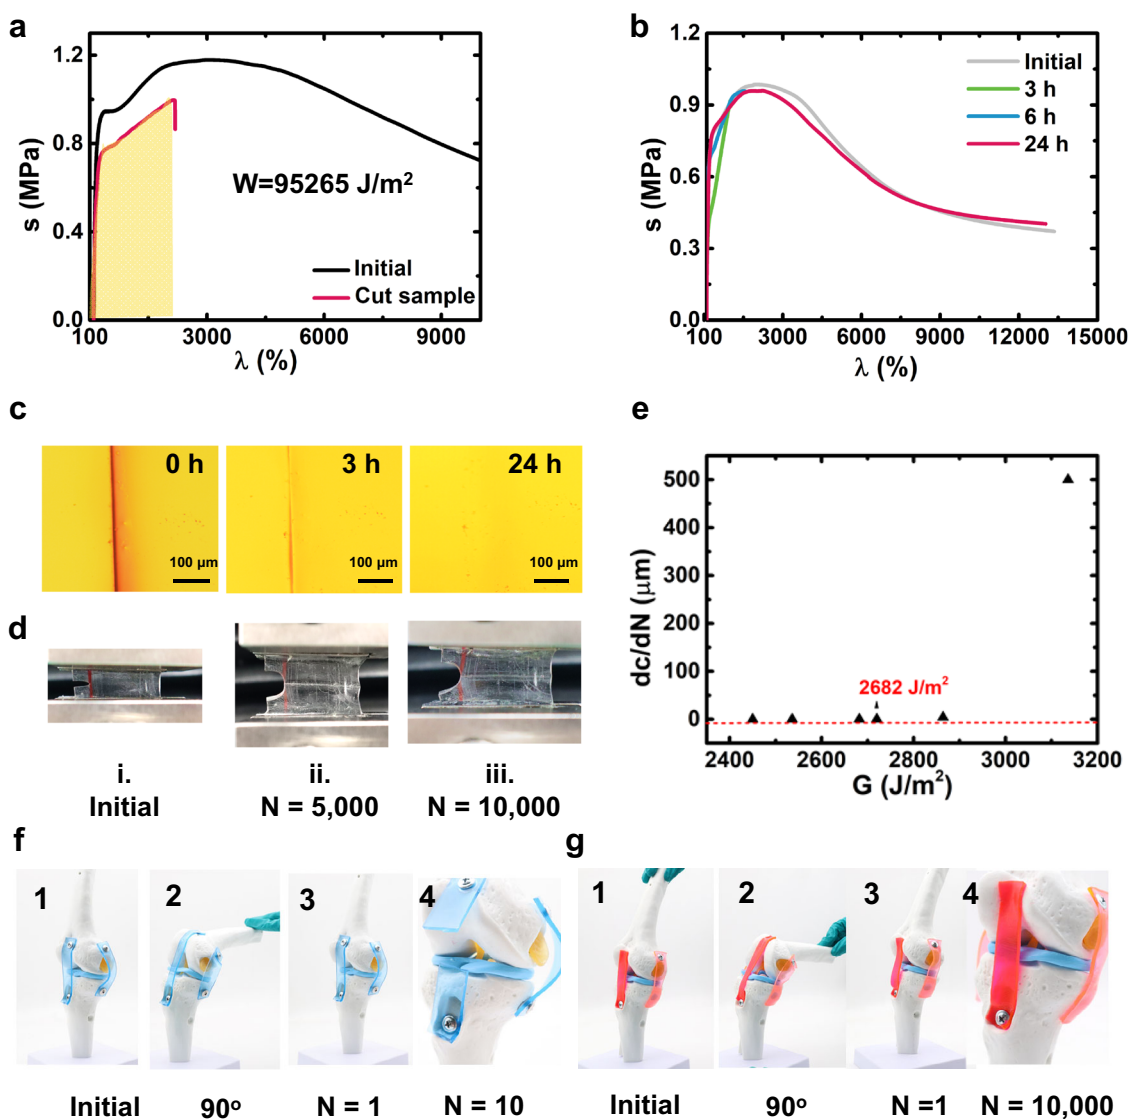 a
1.2
0.8
0.4
0.0
s (MPa)
W=95265 J/m²
Initial
Cut sample
100 3000 6000 9000
λ (%)
b
1.2
0.9
0.6
0.3
0.0
s (MPa)
Initial
3 h
6 h
24 h
100 3000 6000 9000 12000 15000
λ (%)
c
0 h
100 μm
3 h
100 μm
24 h
100 μm
d
i.
Initial
ii.
N = 5,000
iii.
N = 10,000
e
500
400
300
200
100
0
dc/dN (μm)
2682 J/m²
2400 2600 2800 3000 3200
G (J/m²)
f
1
2
3
4
Initial
90º
N = 1
N = 10
g
1
2
3
4
Initial
90º
N =1
N = 10,000